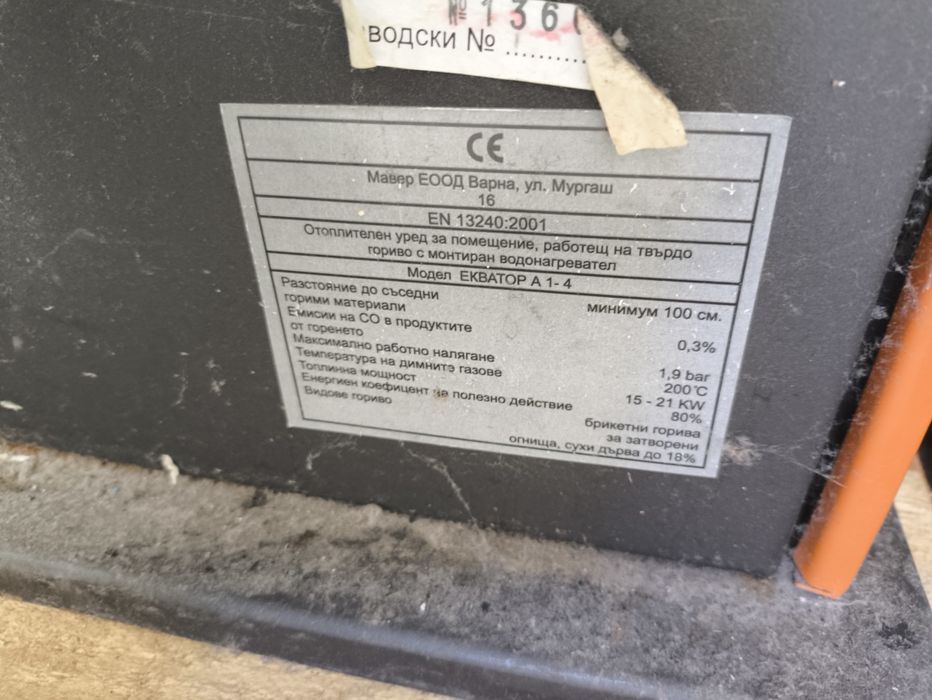 № 136
ВОДСКИ № ............
CE
Мавер ЕООД Варна, ул. Мургаш
16
EN 13240:2001
Отоплителен уред за помещение, работещ на твърдо
гориво с монтиран водонагревател
Модел ЕКВАТОР А 1- 4
Разстояние до съседни
горими материали минимум 100 см.
Емисии на СО в продуктите
от горенето 0,3%
Максимално работно налягане 1,9 bar
Температура на димните газове 200°C
Топлинна мощност 15 - 21 KW
Енергиен коефицент на полезно действие 80%
Видове гориво брикетни горива
за затворени
огнища, сухи дърва до 18%